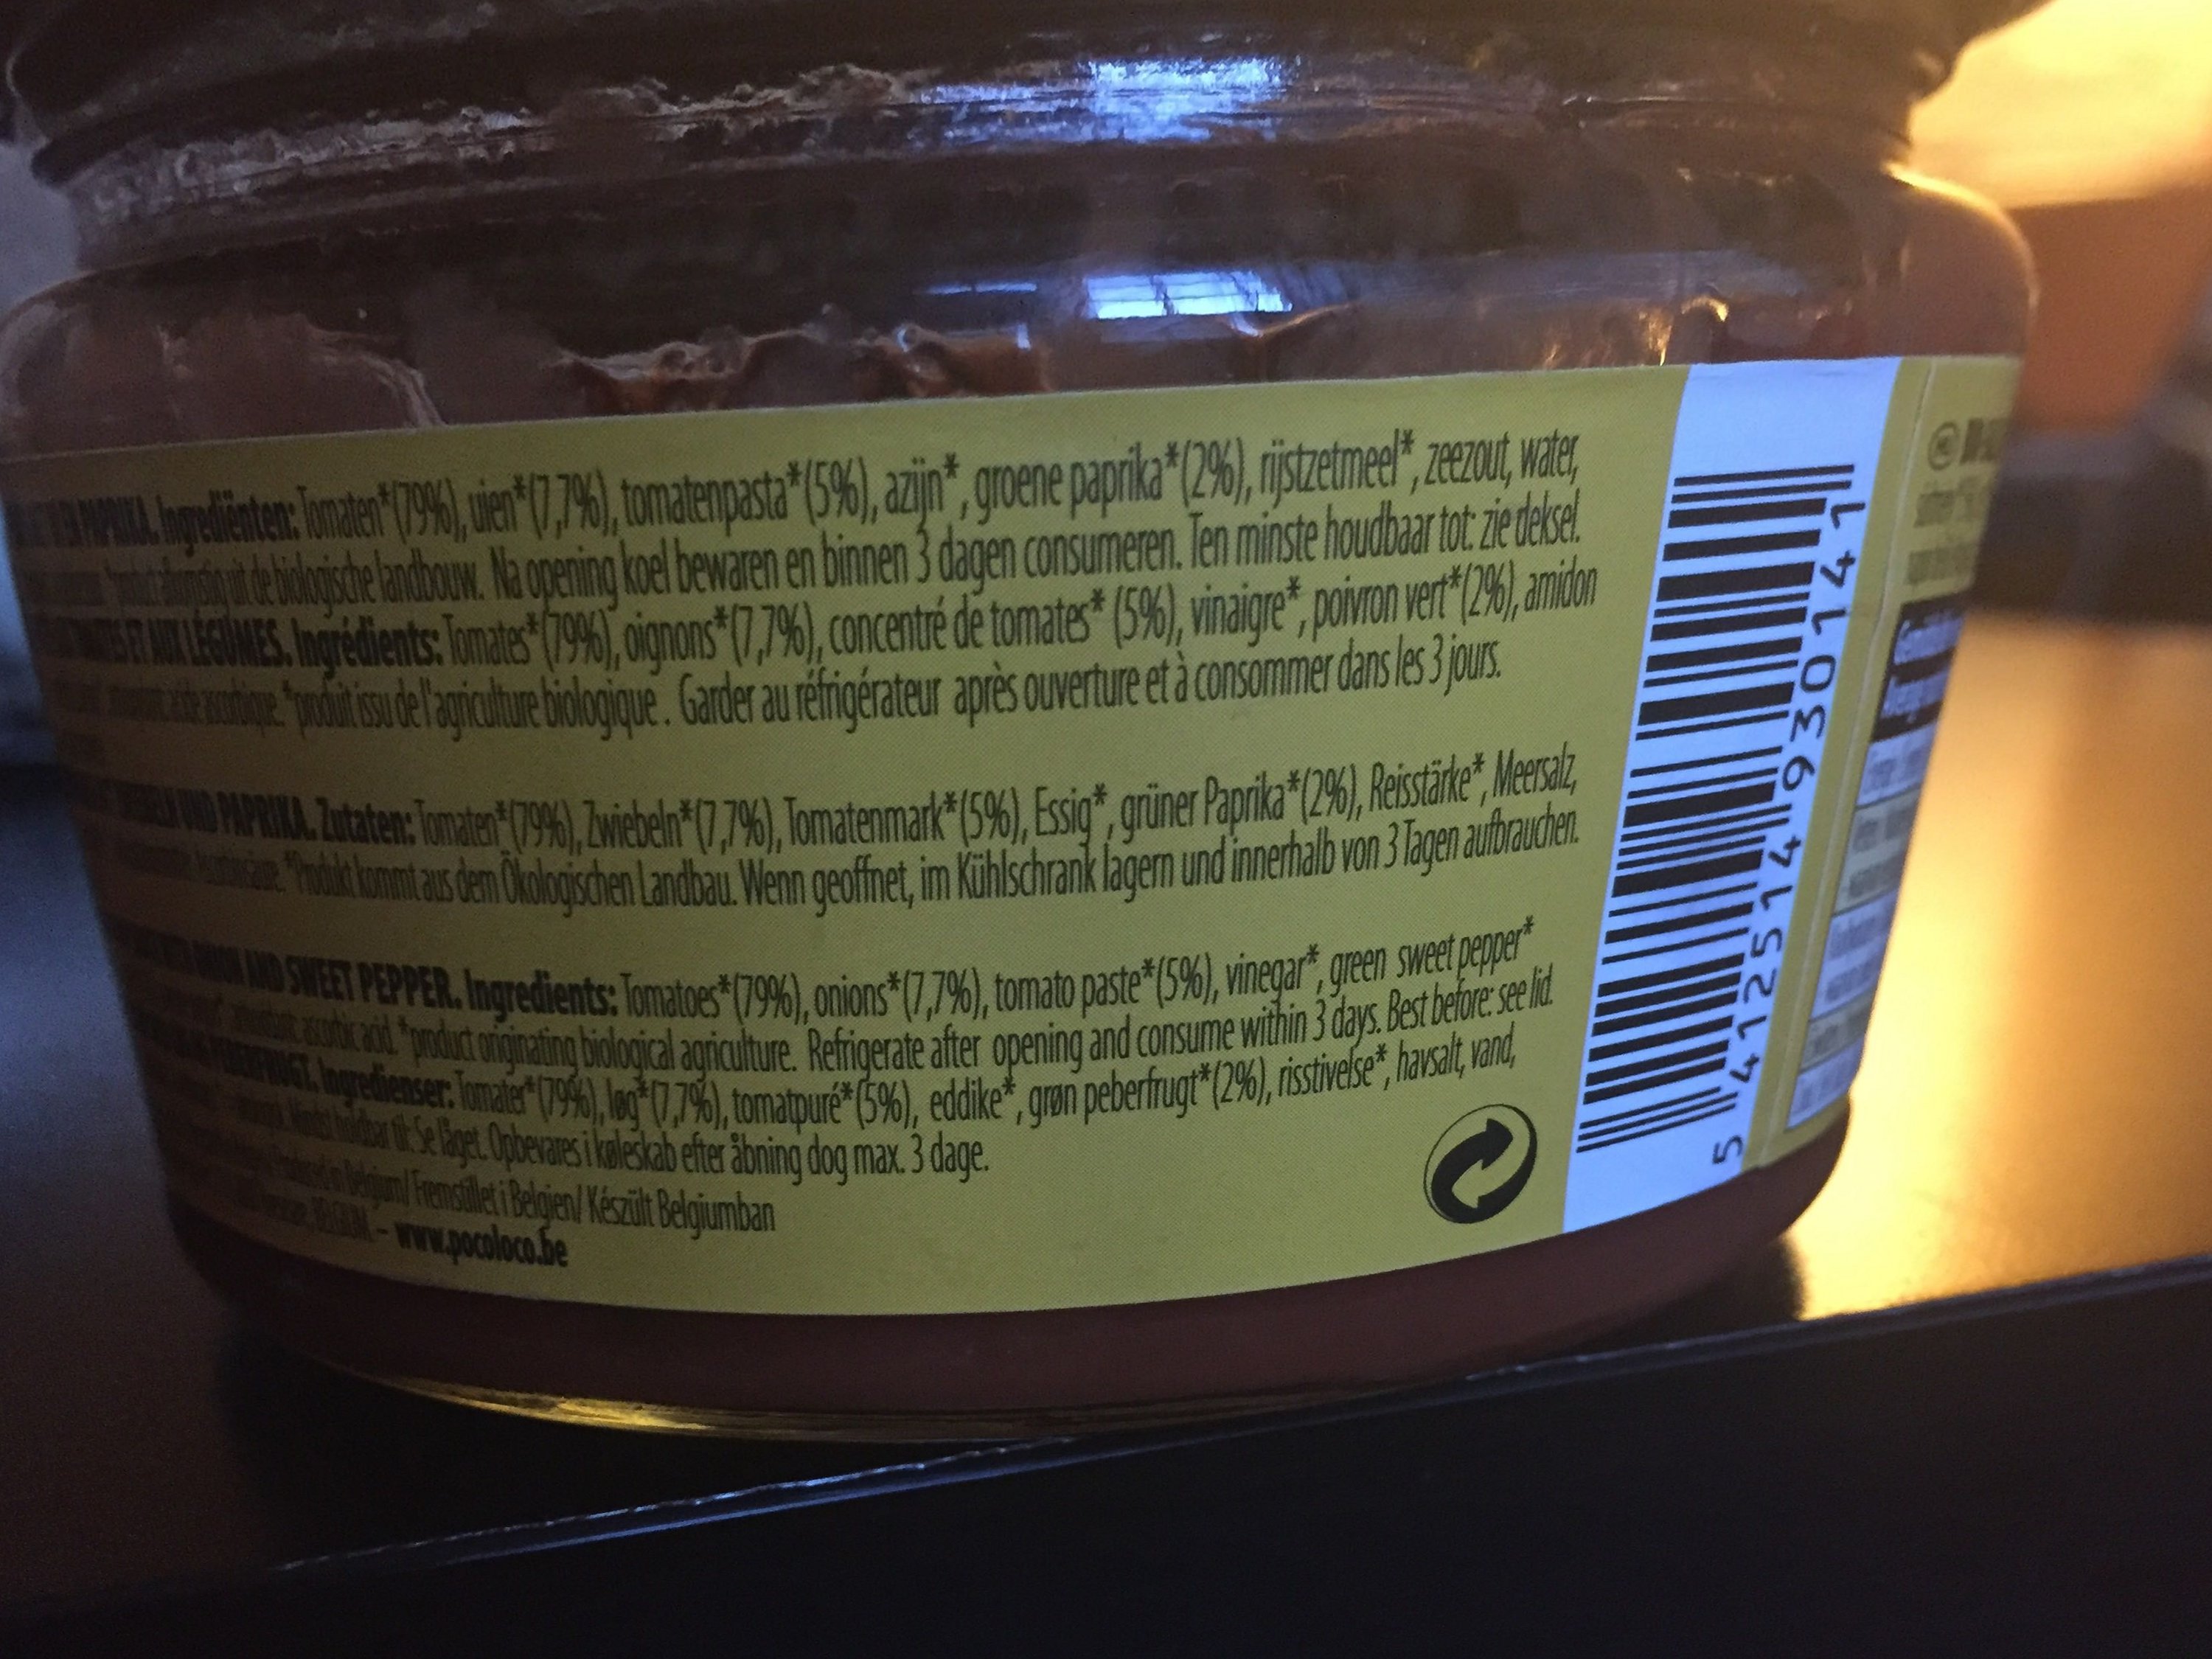 EN PAPRIKA. Ingrediënten: Tomaten*(79%), uien*(7,7%), tomatenpasta*(5%), azijn*, groene paprika*(2%), rijstzetmeel*, zeezout, water,
*product afkomstig uit de biologische landbouw. Na opening koel bewaren en binnen 3 dagen consumeren. Ten minste houdbaar tot: zie deksel.
ET AUX LÉGUMES. Ingrédients: Tomates*(79%), oignons*(7,7%), concentré de tomates* (5%), vinaigre*, poivron vert*(2%), amidon
acide ascorbique. *produit issu de l'agriculture biologique. Garder au réfrigérateur après ouverture et à consommer dans les 3 jours.
UND PAPRIKA. Zutaten: Tomaten*(79%), Zwiebeln*(7,7%), Tomatenmark*(5%), Essig*, grüner Paprika*(2%), Reisstärke*, Meersalz,
*Produkt kommt aus dem Ökologischen Landbau. Wenn geoffnet, im Kühlschrank lagern und innerhalb von 3 Tagen aufbrauchen.
ONION AND SWEET PEPPER. Ingredients: Tomatoes*(79%), onions*(7,7%), tomato paste*(5%), vinegar*, green sweet pepper*
ascorbic acid. *product originating biological agriculture. Refrigerate after opening and consume within 3 days. Best before: see lid.
Ingredienser: Tomater*(79%), løg*(7,7%), tomatpuré*(5%), eddike*, grøn peberfrugt*(2%), risstivelse*, havsalt, vand,
Mindst holdbar til: Se låget. Opbevares i køleskab efter åbning dog max. 3 dage.
Produced in Belgium/ Fremstillet i Belgien/ Készült Belgiumban
BELGIUM - www.pocoloco.be
5 412514 930141